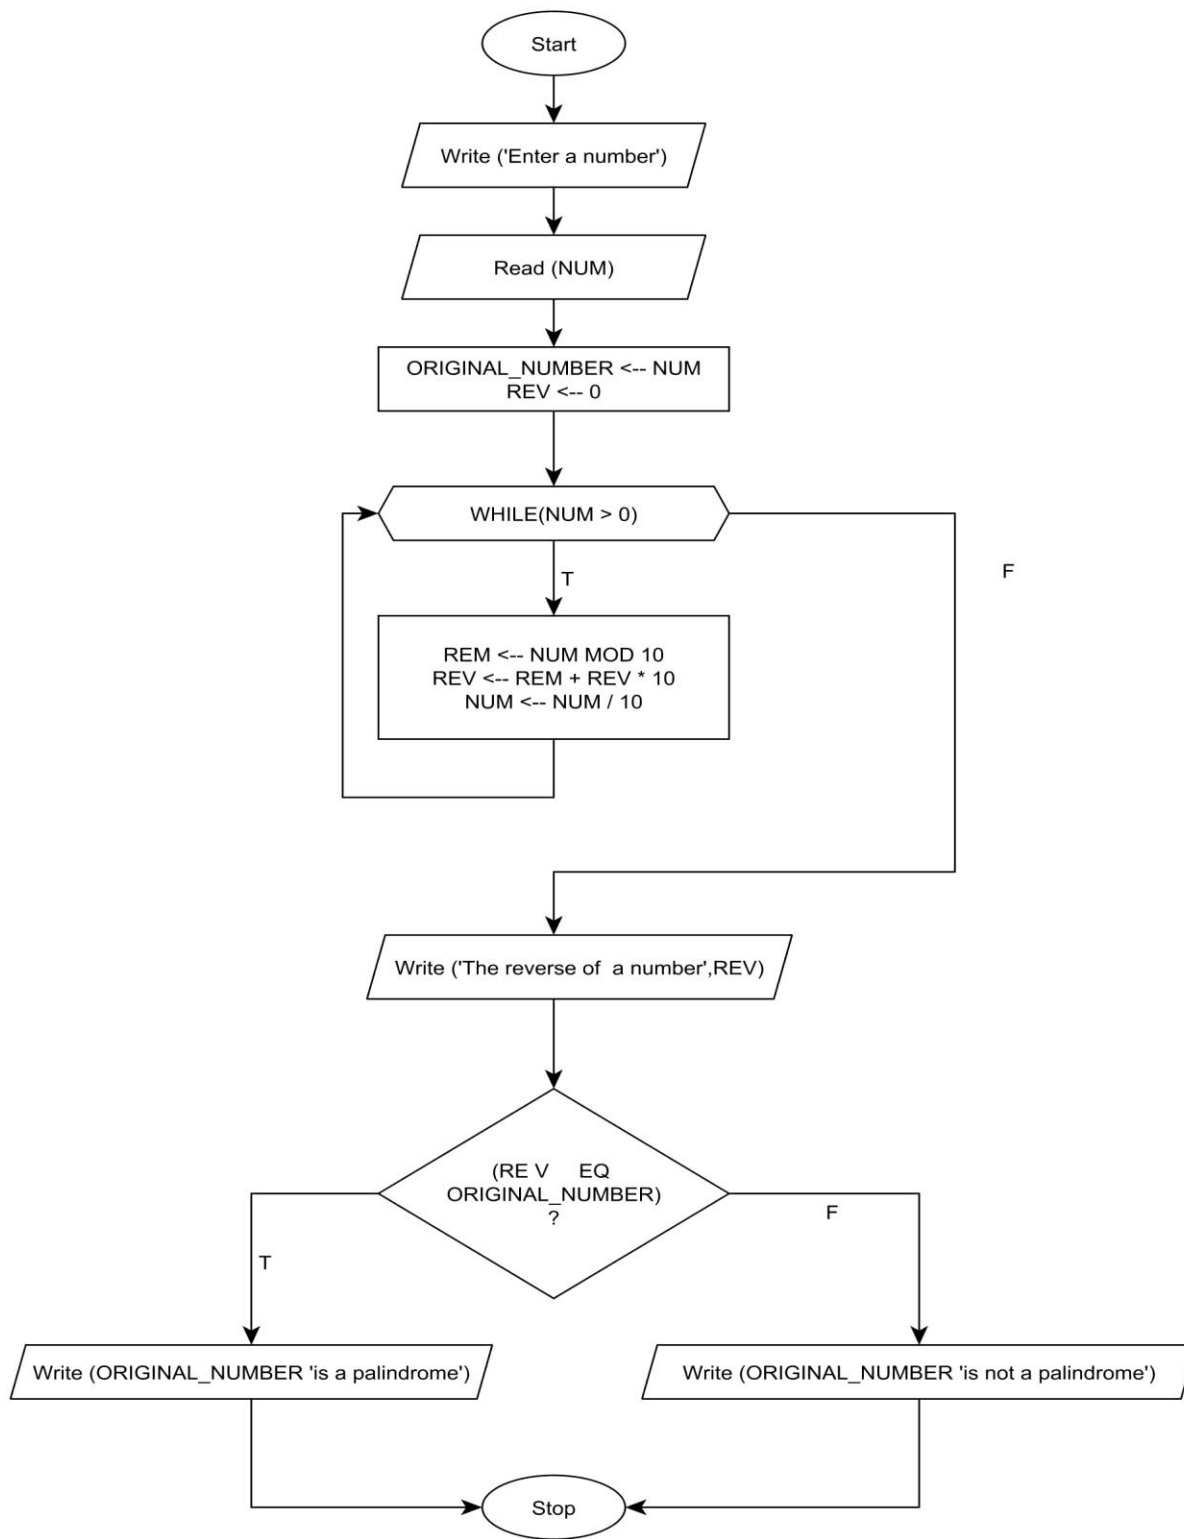 Start
Write ('Enter a number')
Read (NUM)
ORIGINAL_NUMBER <-- NUM
REV <-- 0
WHILE(NUM > 0)
F
T
REM <-- NUM MOD 10
REV <-- REM + REV * 10
NUM <-- NUM / 10
Write ('The reverse of  a number',REV)
(RE V     EQ
ORIGINAL_NUMBER)
?
F
T
Write (ORIGINAL_NUMBER 'is a palindrome')
Write (ORIGINAL_NUMBER 'is not a palindrome')
Stop